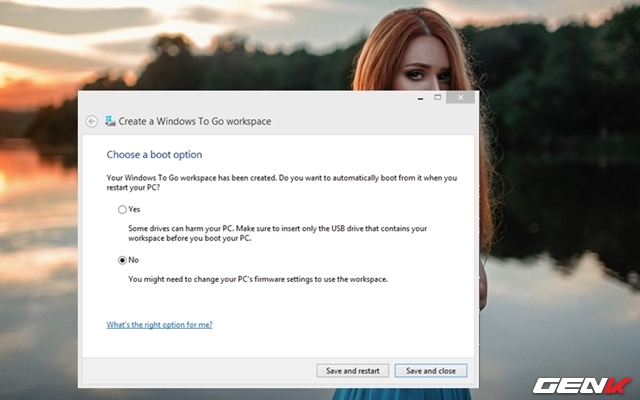 Create a Windows To Go workspace
Choose a boot option
Your Windows To Go workspace has been created. Do you want to automatically boot from it when you
restart your PC?
Yes
Some drives can harm your PC. Make sure to insert only the USB drive that contains your
workspace before you boot your PC.
No
You might need to change your PC's firmware settings to use the workspace.
What's the right option for me?
Save and restart
Save and close
GENK